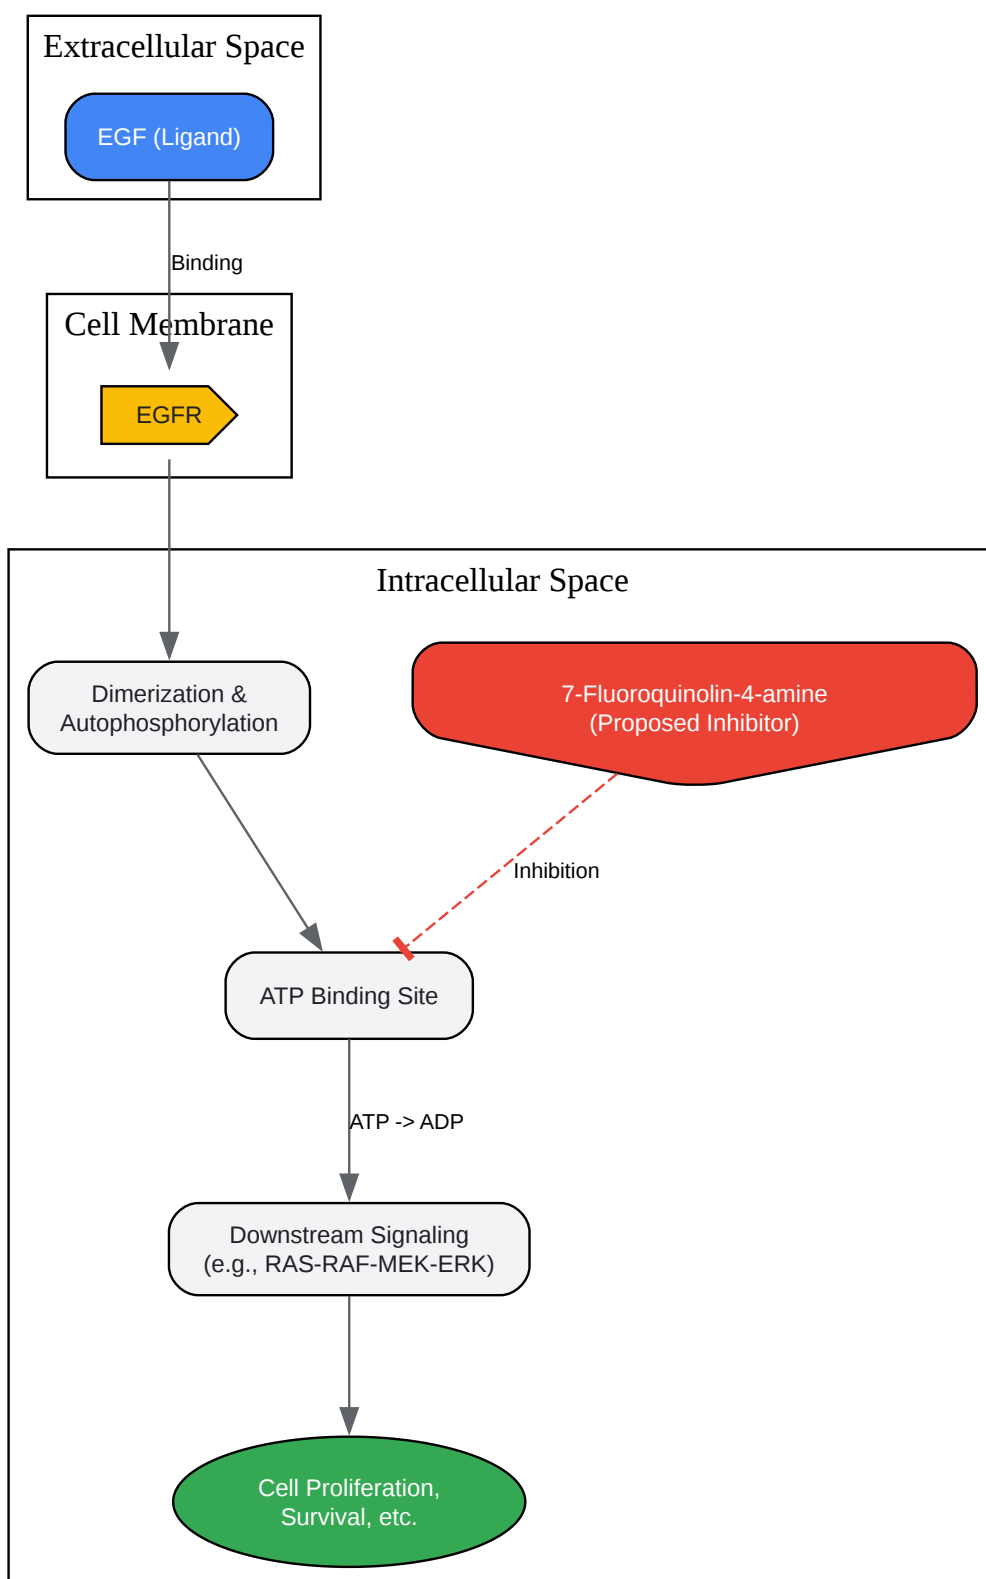 Extracellular Space
EGF (Ligand)
Binding
Cell Membrane
EGFR
Intracellular Space
Dimerization &
Autophosphorylation
7-Fluoroquinolin-4-amine
(Proposed Inhibitor)
Inhibition
ATP Binding Site
ATP -> ADP
Downstream Signaling
(e.g., RAS-RAF-MEK-ERK)
Cell Proliferation,
Survival, etc.